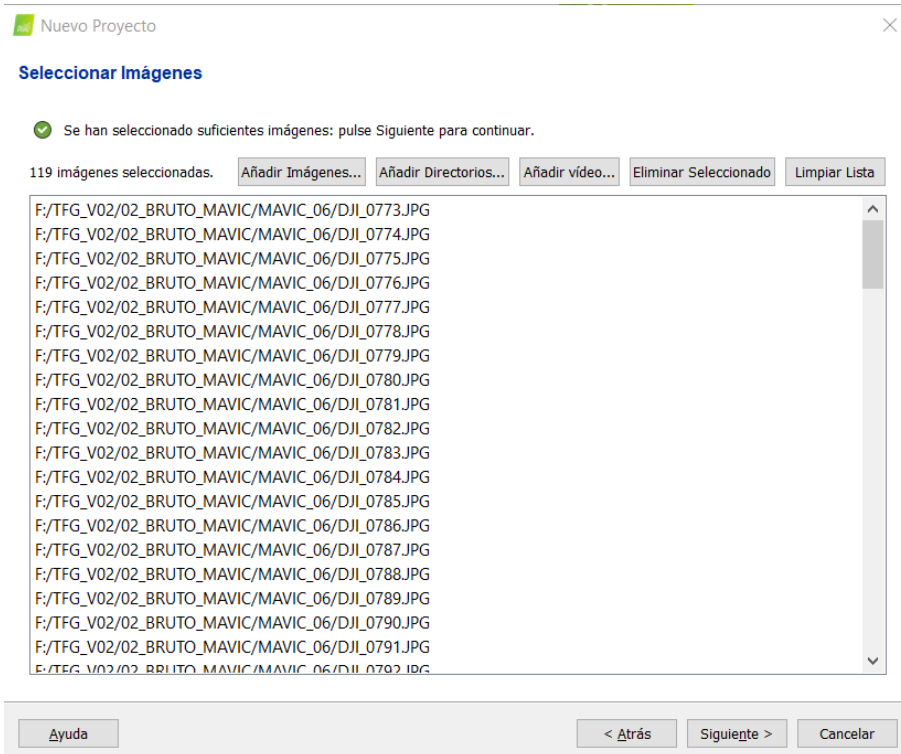 Nuevo Proyecto
Seleccionar Imágenes
Se han seleccionado suficientes imágenes: pulse Siguiente para continuar.
119 imágenes seleccionadas. Añadir Imágenes... Añadir Directorios... Añadir vídeo... Eliminar Seleccionado Limpiar Lista
F:/TFG_V02/02_BRUTO_MAVIC/MAVIC_06/DJI_0773.JPG
F:/TFG_V02/02_BRUTO_MAVIC/MAVIC_06/DJI_0774.JPG
F:/TFG_V02/02_BRUTO_MAVIC/MAVIC_06/DJI_0775.JPG
F:/TFG_V02/02_BRUTO_MAVIC/MAVIC_06/DJI_0776.JPG
F:/TFG_V02/02_BRUTO_MAVIC/MAVIC_06/DJI_0777.JPG
F:/TFG_V02/02_BRUTO_MAVIC/MAVIC_06/DJI_0778.JPG
F:/TFG_V02/02_BRUTO_MAVIC/MAVIC_06/DJI_0779.JPG
F:/TFG_V02/02_BRUTO_MAVIC/MAVIC_06/DJI_0780.JPG
F:/TFG_V02/02_BRUTO_MAVIC/MAVIC_06/DJI_0781.JPG
F:/TFG_V02/02_BRUTO_MAVIC/MAVIC_06/DJI_0782.JPG
F:/TFG_V02/02_BRUTO_MAVIC/MAVIC_06/DJI_0783.JPG
F:/TFG_V02/02_BRUTO_MAVIC/MAVIC_06/DJI_0784.JPG
F:/TFG_V02/02_BRUTO_MAVIC/MAVIC_06/DJI_0785.JPG
F:/TFG_V02/02_BRUTO_MAVIC/MAVIC_06/DJI_0786.JPG
F:/TFG_V02/02_BRUTO_MAVIC/MAVIC_06/DJI_0787.JPG
F:/TFG_V02/02_BRUTO_MAVIC/MAVIC_06/DJI_0788.JPG
F:/TFG_V02/02_BRUTO_MAVIC/MAVIC_06/DJI_0789.JPG
F:/TFG_V02/02_BRUTO_MAVIC/MAVIC_06/DJI_0790.JPG
F:/TFG_V02/02_BRUTO_MAVIC/MAVIC_06/DJI_0791.JPG
F:/TFG_V02/02_BRUTO_MAVIC/MAVIC_06/DJI_0792.JPG
Ayuda < Atrás Siguiente > Cancelar